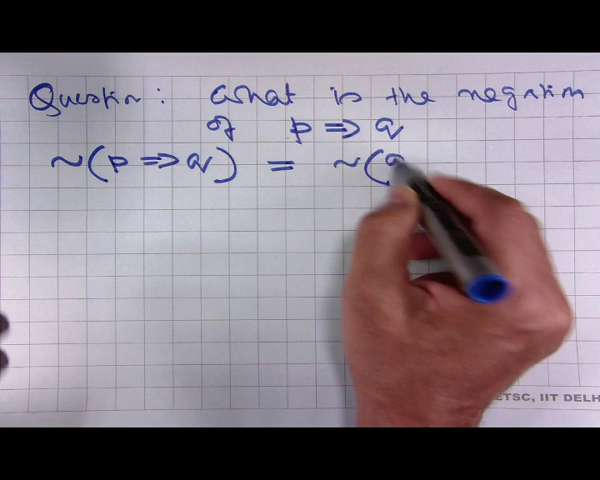 Question: What is the negation
of p ⟹ q
~(p ⟹ q) = ~(q
ETSC, IIT DELH